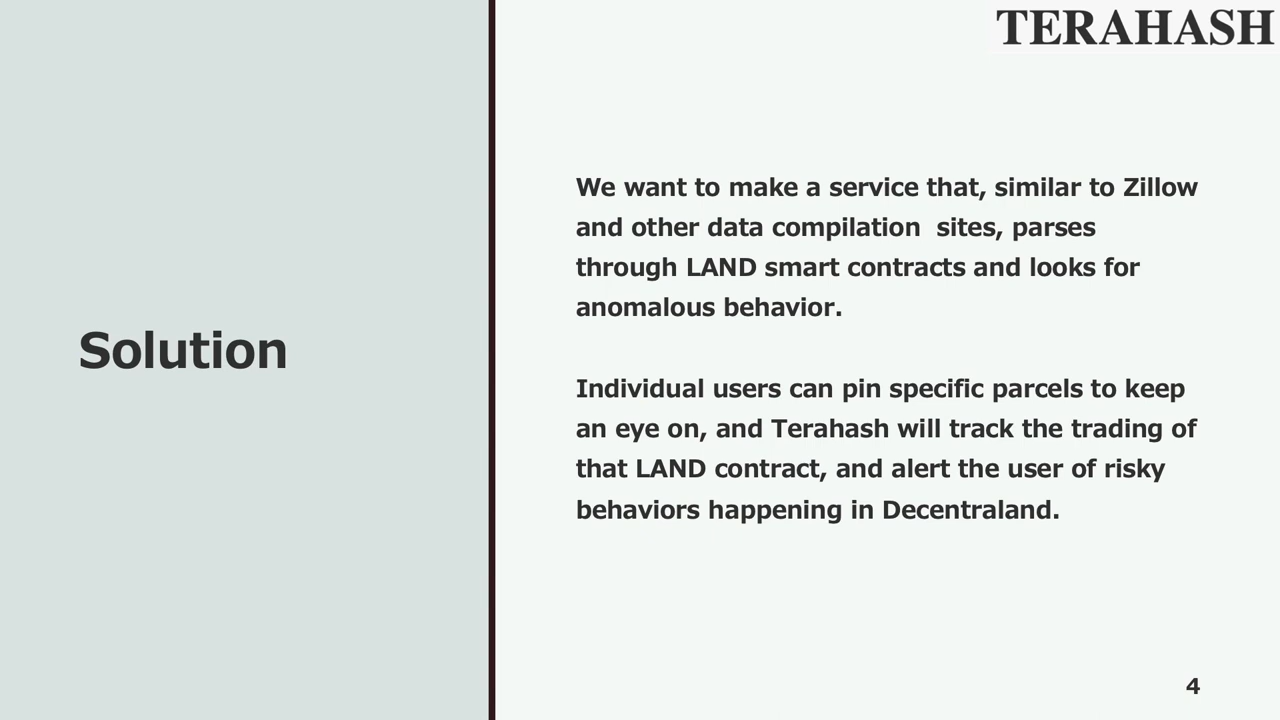 TERAHASH
Solution
We want to make a service that, similar to Zillow
and other data compilation  sites, parses
through LAND smart contracts and looks for
anomalous behavior.
Individual users can pin specific parcels to keep
an eye on, and Terahash will track the trading of
that LAND contract, and alert the user of risky
behaviors happening in Decentraland.
4